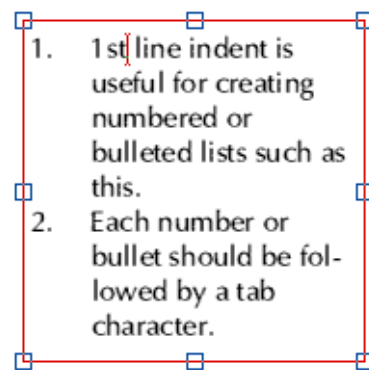 1. 1st line indent is
useful for creating
numbered or
bulleted lists such as
this.
2. Each number or
bullet should be fol-
lowed by a tab
character.